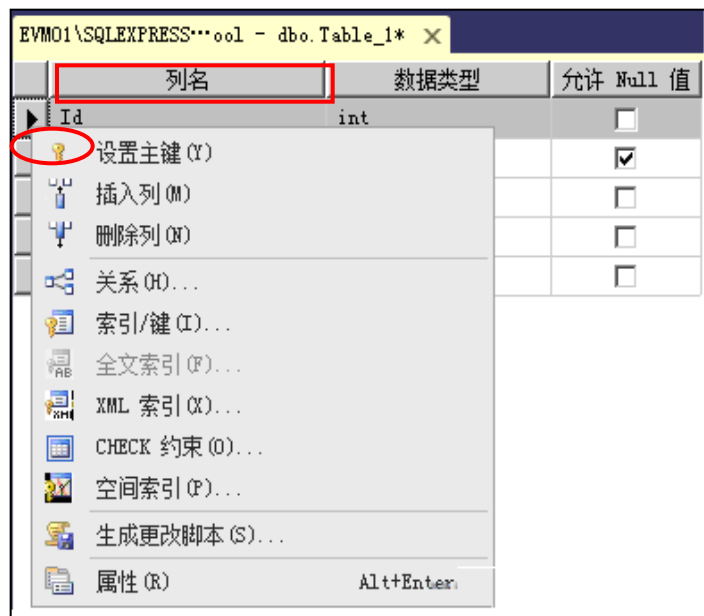 EVMO1\SQLEXPRESS…ool - dbo.Table_1*
列名 数据类型 允许 Null 值
Id int
设置主键(Y)
插入列(M)
删除列(N)
关系(H)...
索引/键(I)...
全文索引(F)...
XML 索引(X)...
CHECK 约束(O)...
空间索引(P)...
生成更改脚本(S)...
属性(R) Alt+Enter